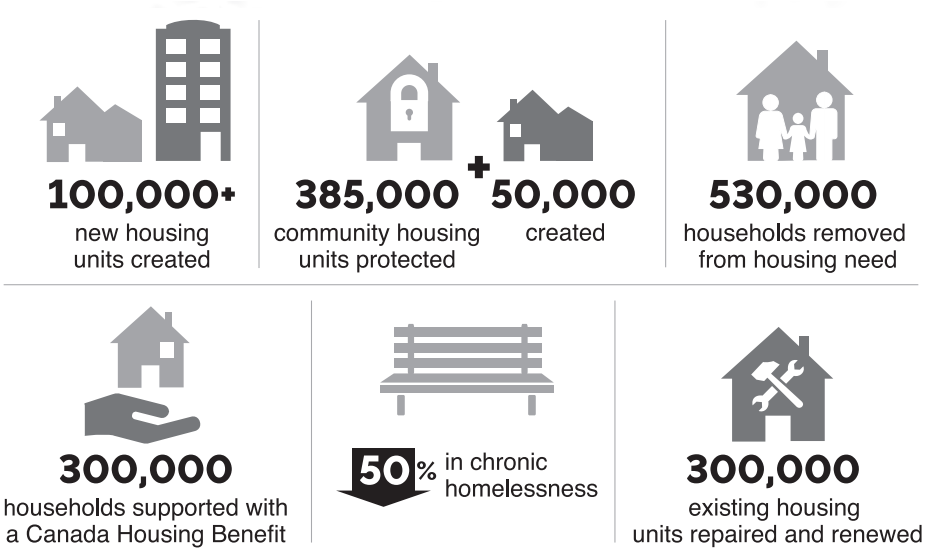 100,000+
new housing
units created
385,000
community housing
units protected
+
50,000
created
530,000
households removed
from housing need
300,000
households supported with
a Canada Housing Benefit
50% in chronic
homelessness
300,000
existing housing
units repaired and renewed